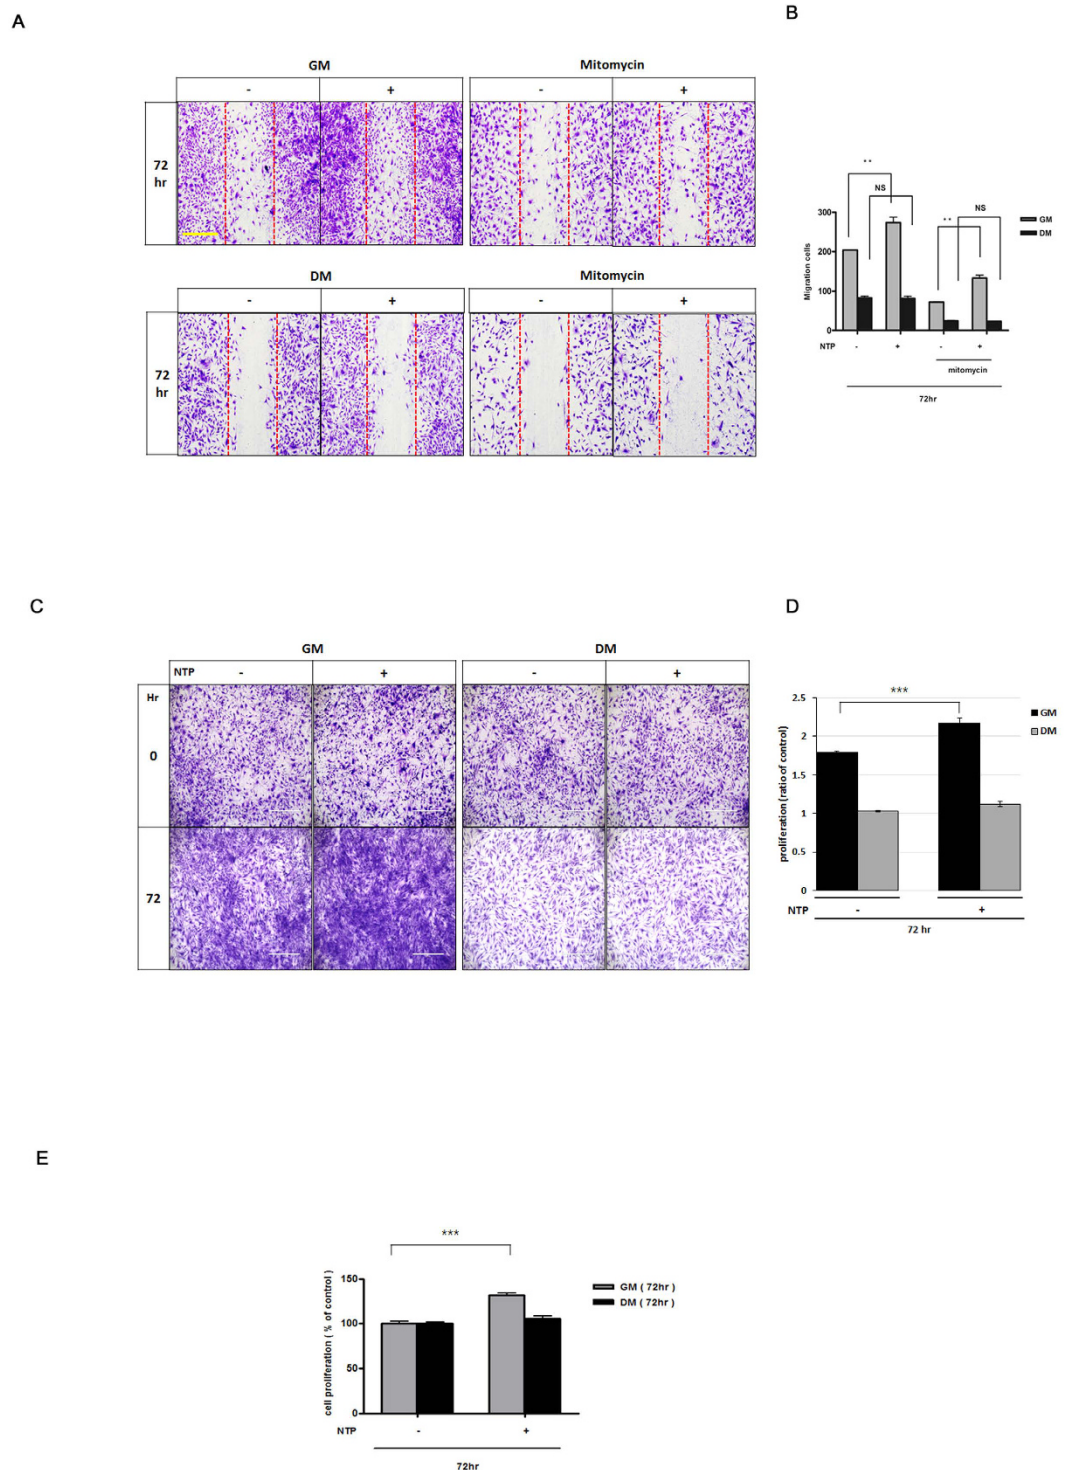 A
GM
Mitomycin
- + - +
72
hr
DM
Mitomycin
- + - +
72
hr
B
**
NS
**
NS
GM
DM
Migration cells
300
200
100
0
NTP - + - +
mitomycin
72hr
C
GM
DM
NTP - + - +
Hr
0
72
D
***
GM
DM
proliferation (ratio of control)
2.5
2
1.5
1
0.5
0
NTP - +
72 hr
E
***
GM ( 72hr )
DM ( 72hr )
cell proliferation ( % of control )
150
100
50
0
NTP - +
72hr